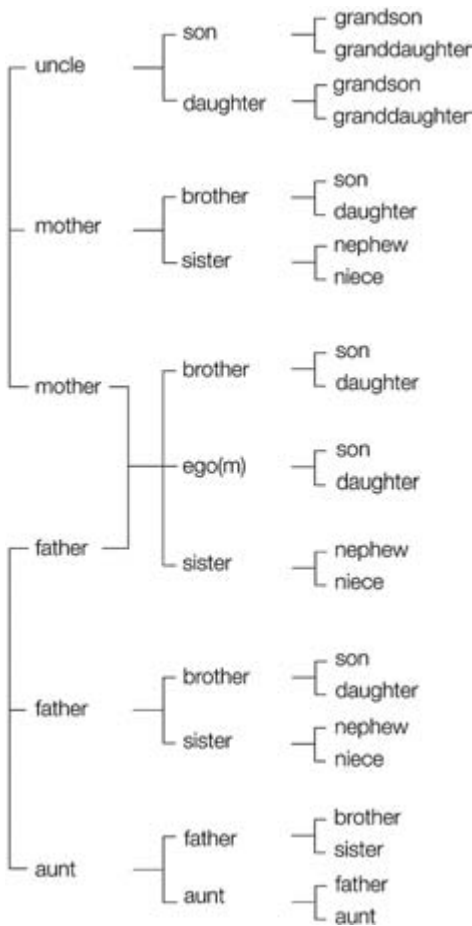 uncle
son
grandson
granddaughter
daughter
grandson
granddaughter
mother
brother
son
daughter
sister
nephew
niece
mother
brother
son
daughter
ego(m)
son
daughter
father
sister
nephew
niece
father
brother
son
daughter
sister
nephew
niece
aunt
father
brother
sister
aunt
father
aunt